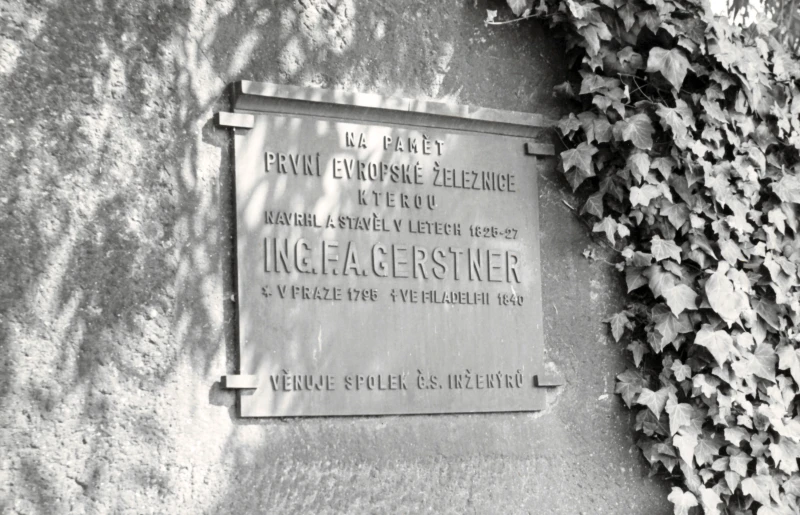 NA PAMĚT
PRVNÍ EVROPSKÉ ŽELEZNICE
KTEROU
NAVRHL A STAVĚL V LETECH 1825-27
ING. F. A. GERSTNER
* V PRAZE 1795 † VE FILADELFII 1840
VĚNUJE SPOLEK Č.S. INŽENÝRŮ